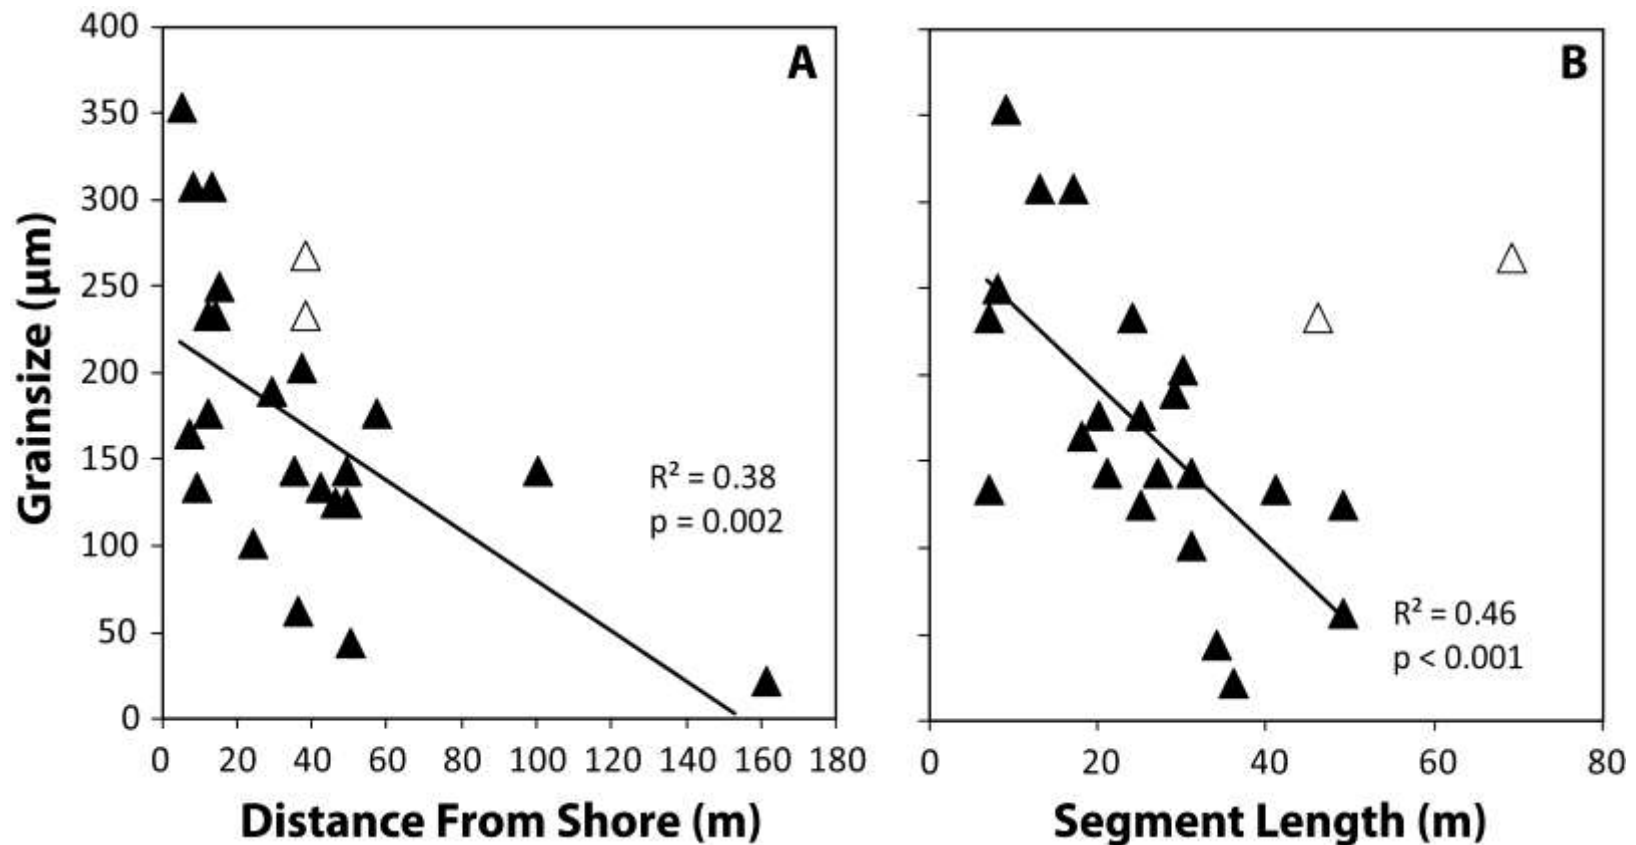 A
B
400
350
300
250
200
150
100
50
0
Grainsize (µm)
R² = 0.38
p = 0.002
R² = 0.46
p < 0.001
0 20 40 60 80 100 120 140 160 180
0 20 40 60 80
Distance From Shore (m)
Segment Length (m)